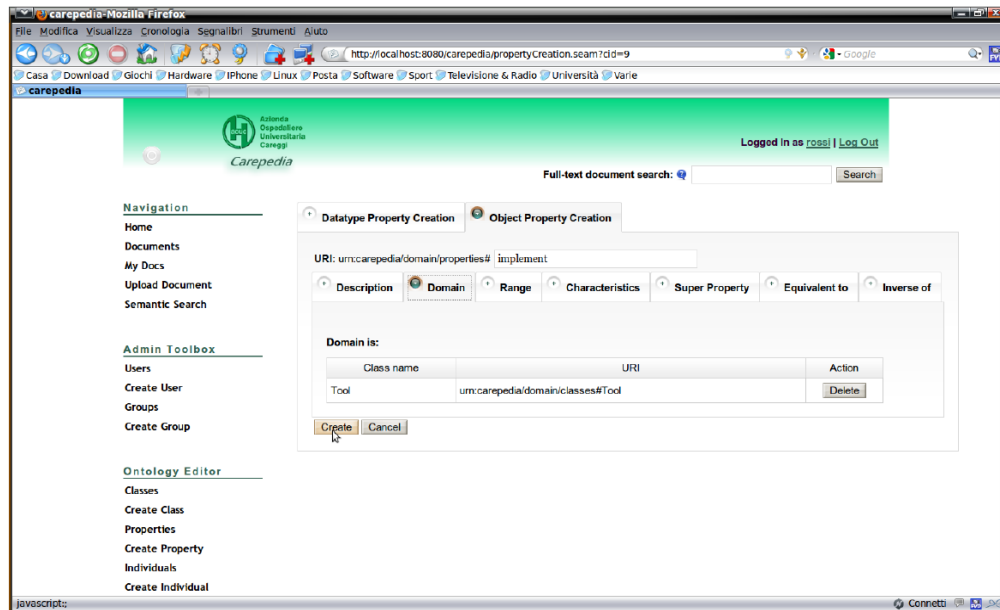 carepedia-Mozilla Firefox
File Modifica Visualizza Cronologia Segnalibri Strumenti Aiuto
http://localhost:8080/carepedia/propertyCreation.seam?cid=9
Google
Casa Download Giochi Hardware IPhone Linux Posta Software Sport Televisione & Radio Università Varie
carepedia
Azienda
Ospedaliero
Universitaria
Careggi
Carepedia
Logged in as rossi | Log Out
Full-text document search: Search
Navigation
Home
Documents
My Docs
Upload Document
Semantic Search
Admin Toolbox
Users
Create User
Groups
Create Group
Ontology Editor
Classes
Create Class
Properties
Create Property
Individuals
Create Individual
Datatype Property Creation Object Property Creation
URI: urn:carepedia/domain/properties# implement
Description Domain Range Characteristics Super Property Equivalent to Inverse of
Domain is:
Class name URI Action
Tool urn:carepedia/domain/classes#Tool Delete
Create Cancel
javascript:; Connetti